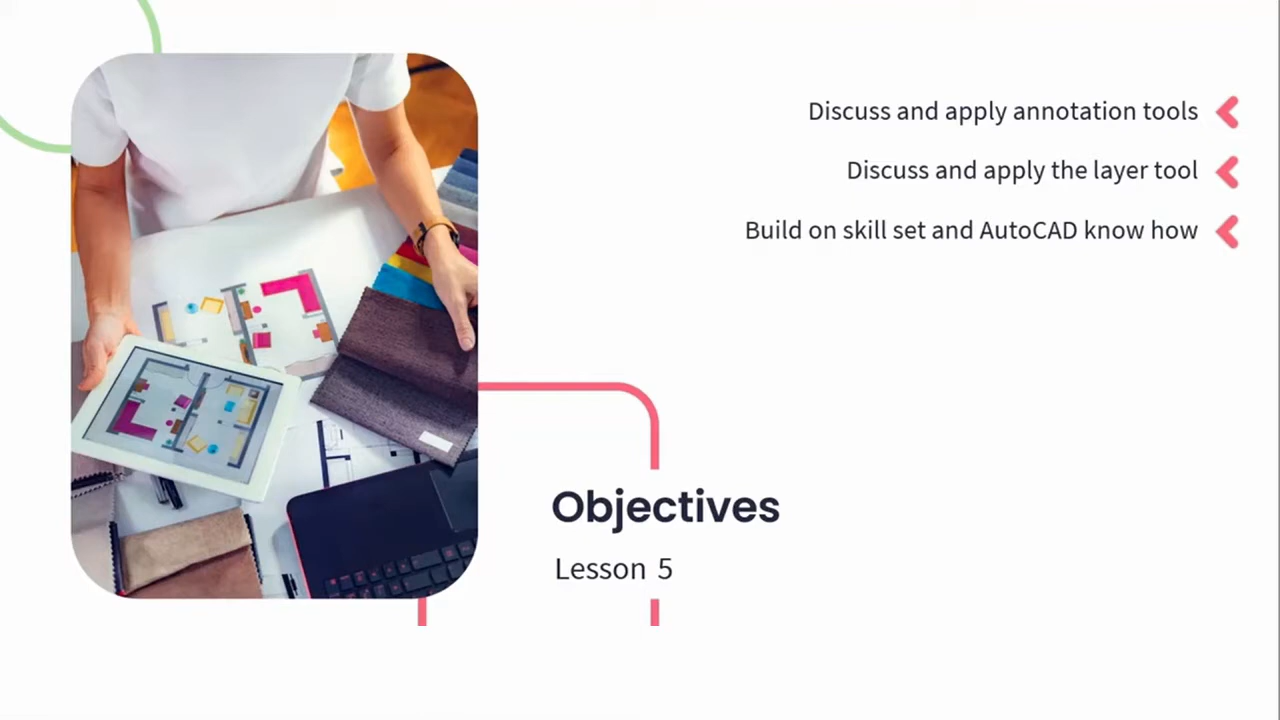 Discuss and apply annotation tools
Discuss and apply the layer tool
Build on skill set and AutoCAD know how
Objectives
Lesson 5